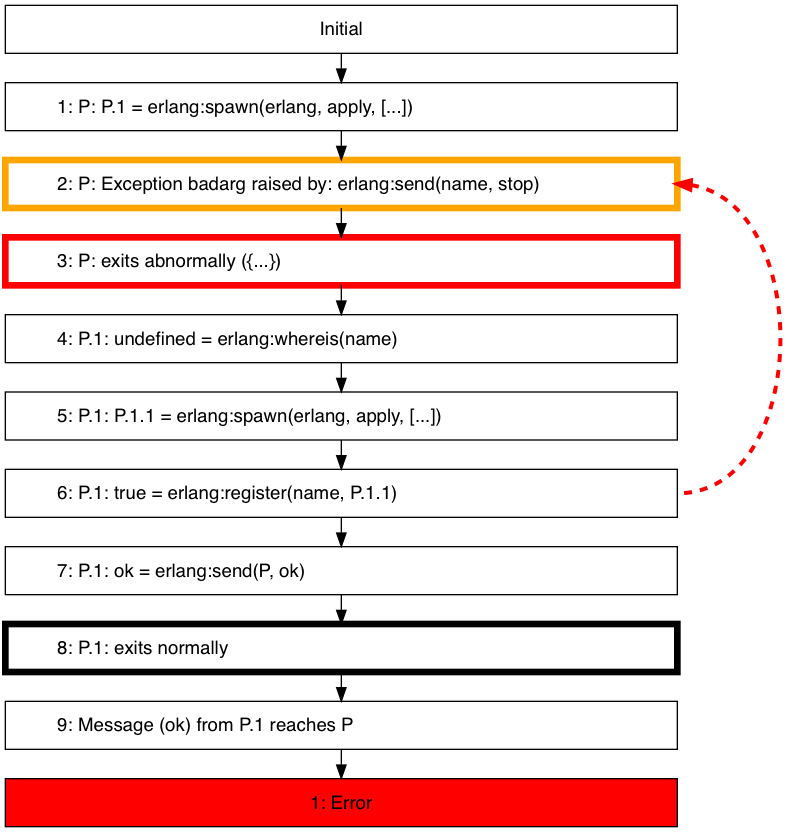 Initial
1: P: P.1 = erlang:spawn(erlang, apply, [...])
2: P: Exception badarg raised by: erlang:send(name, stop)
3: P: exits abnormally ({...})
4: P.1: undefined = erlang:whereis(name)
5: P.1: P.1.1 = erlang:spawn(erlang, apply, [...])
6: P.1: true = erlang:register(name, P.1.1)
7: P.1: ok = erlang:send(P, ok)
8: P.1: exits normally
9: Message (ok) from P.1 reaches P
1: Error